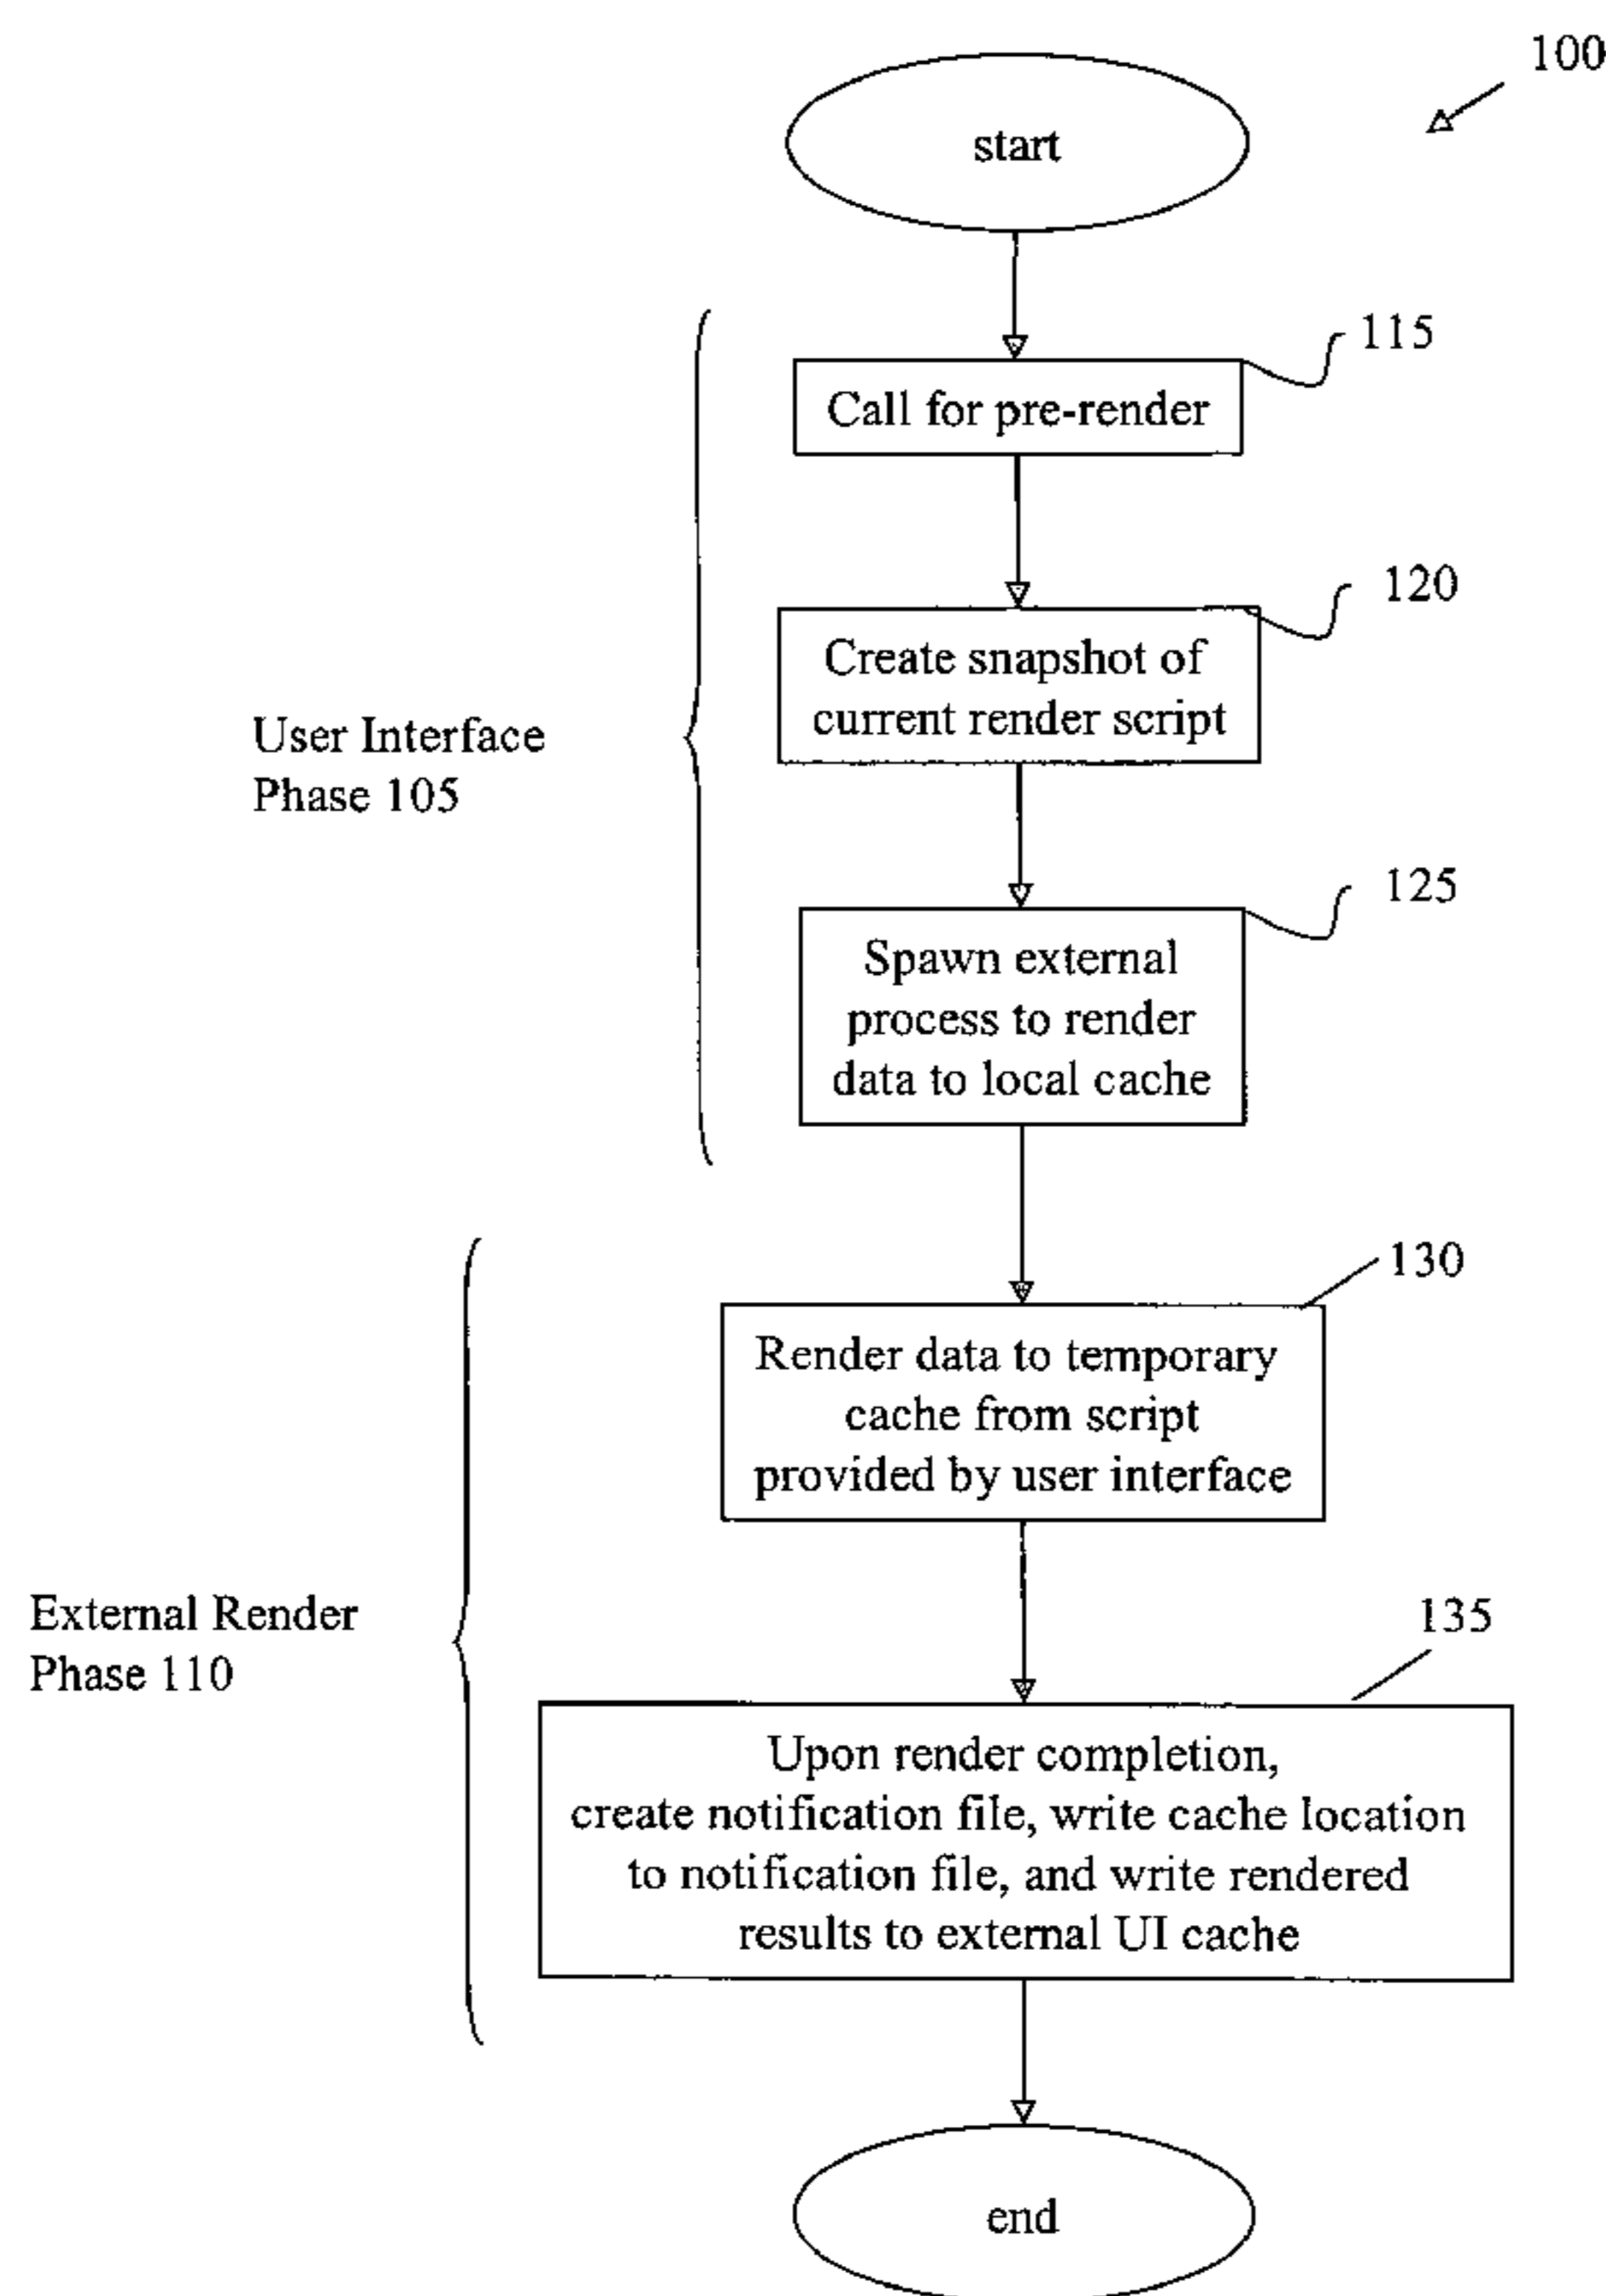 100
start
115
Call for pre-render
120
Create snapshot of
current render script
User Interface
Phase 105
125
Spawn external
process to render
data to local cache
130
Render data to temporary
cache from script
provided by user interface
External Render
Phase 110
135
Upon render completion,
create notification file, write cache location
to notification file, and write rendered
results to external UI cache
end